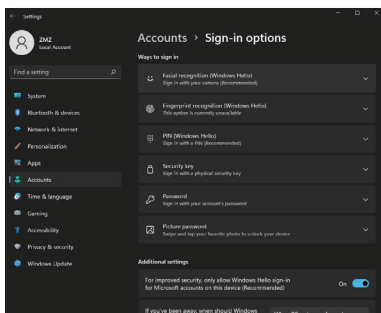 Settings
ZMZ
Local Account
Find a setting
System
Bluetooth & devices
Network & internet
Personalization
Apps
Accounts
Time & language
Gaming
Accessibility
Privacy & security
Windows Update
Accounts > Sign-in options
Ways to sign in
Facial recognition (Windows Hello)
Sign in with your camera (Recommended)
Fingerprint recognition (Windows Hello)
This option is currently unavailable
PIN (Windows Hello)
Sign in with a PIN (Recommended)
Security key
Sign in with a physical security key
Password
Sign in with your account's password
Picture password
Swipe and tap your favorite photo to unlock your device
Additional settings
For improved security, only allow Windows Hello sign-in
for Microsoft accounts on this device (Recommended)
On
If you've been away, when should Windows